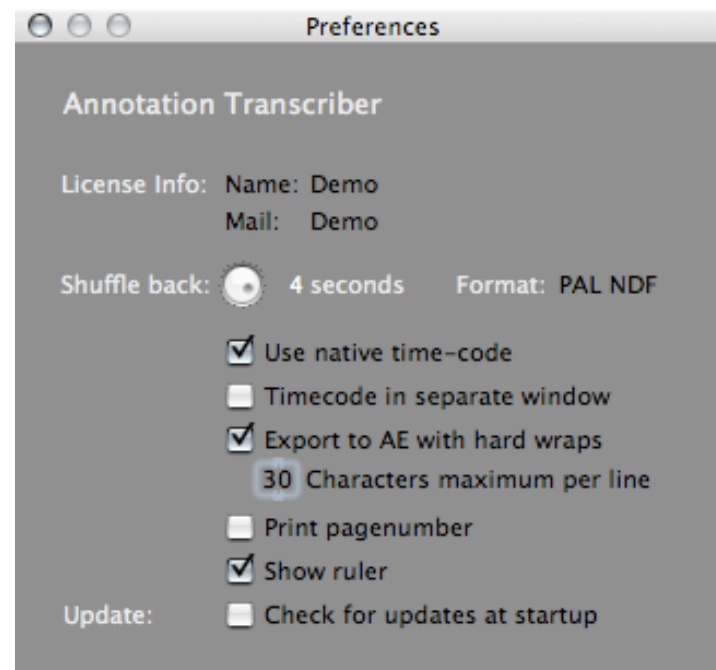 Preferences
Annotation Transcriber
License Info: Name: Demo
Mail: Demo
Shuffle back: 4 seconds Format: PAL NDF
Use native time-code
Timecode in separate window
Export to AE with hard wraps
30 Characters maximum per line
Print pagenumber
Show ruler
Update: Check for updates at startup